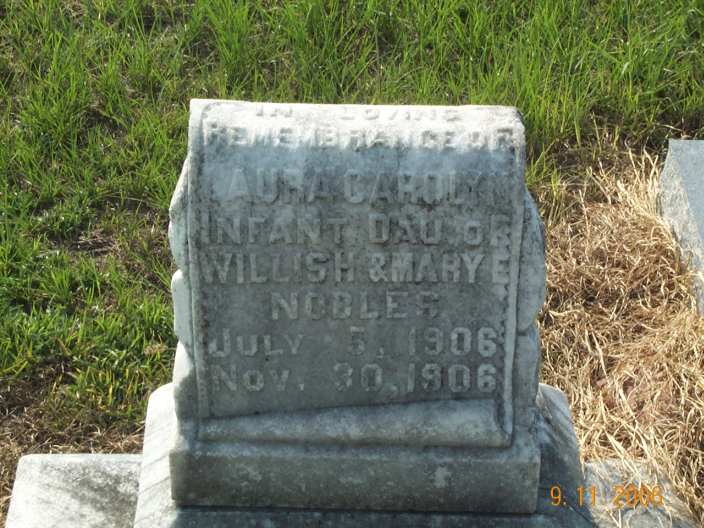 IN LOVING
REMEMBRANCE OF
LAURA CAROLYN
INFANT DAU OF
WILLISH & MARY E
NOBLES
JULY 5, 1906
NOV. 30, 1906
9.11.2006